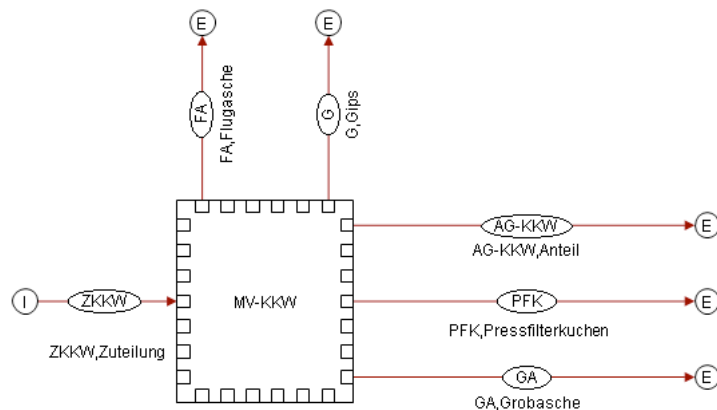 E
E
FA
FA,Flugasche
G
G,Gips
AG-KKW
E
AG-KKW,Anteil
I
ZKKW
MV-KKW
PFK
E
ZKKW,Zuteilung
PFK,Pressfilterkuchen
GA
E
GA,Grobasche